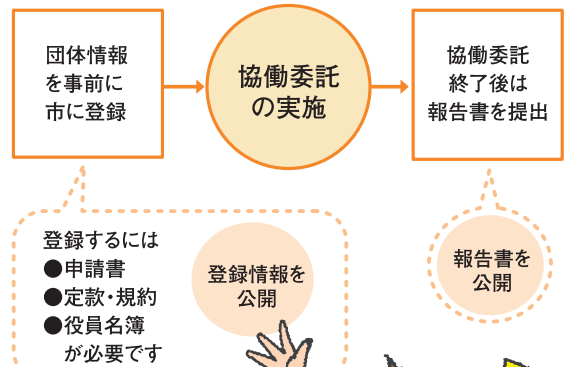 団体情報
を事前に
市に登録
協働委託
の実施
協働委託
終了後は
報告書を提出
登録するには
●申請書
●定款・規約
●役員名簿
が必要です
登録情報を
公開
報告書を
公開